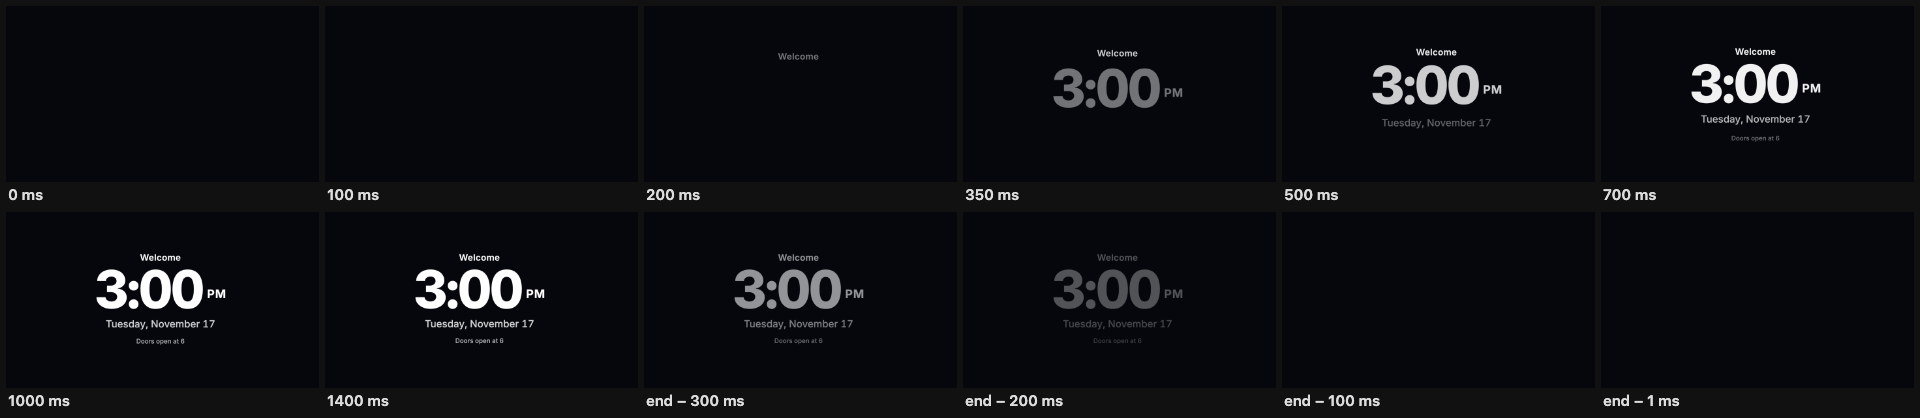 0 ms
100 ms
Welcome
200 ms
Welcome
3:00 PM
350 ms
Welcome
3:00 PM
Tuesday, November 17
500 ms
Welcome
3:00 PM
Tuesday, November 17
Doors open at 6
700 ms
Welcome
3:00 PM
Tuesday, November 17
Doors open at 6
1000 ms
Welcome
3:00 PM
Tuesday, November 17
Doors open at 6
1400 ms
Welcome
3:00 PM
Tuesday, November 17
Doors open at 6
end – 300 ms
Welcome
3:00 PM
Tuesday, November 17
Doors open at 6
end – 200 ms
end – 100 ms
end – 1 ms